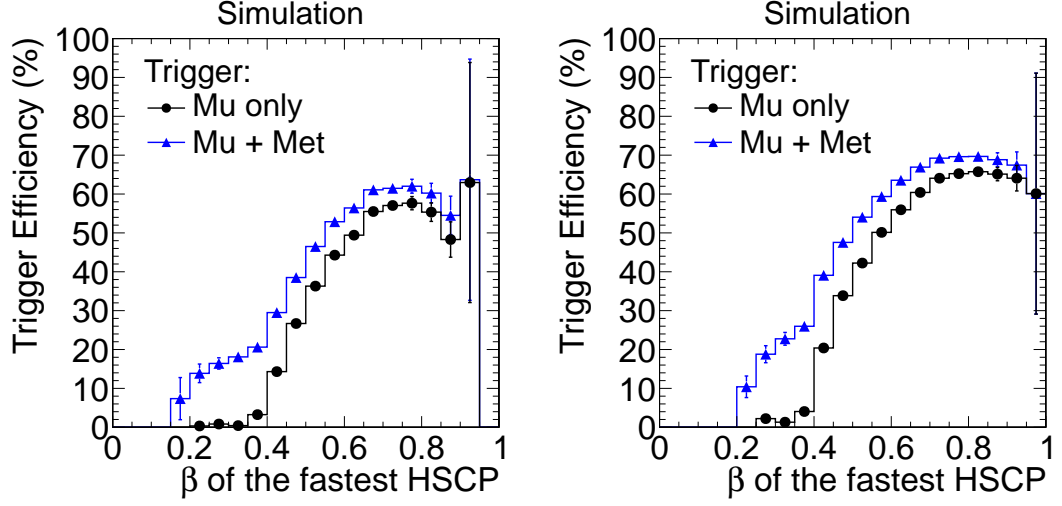 Simulation
Trigger Efficiency (%)
100
90
80
70
60
50
40
30
20
10
0
Trigger:
Mu only
Mu + Met
0 0.2 0.4 0.6 0.8 1
β of the fastest HSCP
Simulation
Trigger Efficiency (%)
100
90
80
70
60
50
40
30
20
10
0
Trigger:
Mu only
Mu + Met
0 0.2 0.4 0.6 0.8 1
β of the fastest HSCP